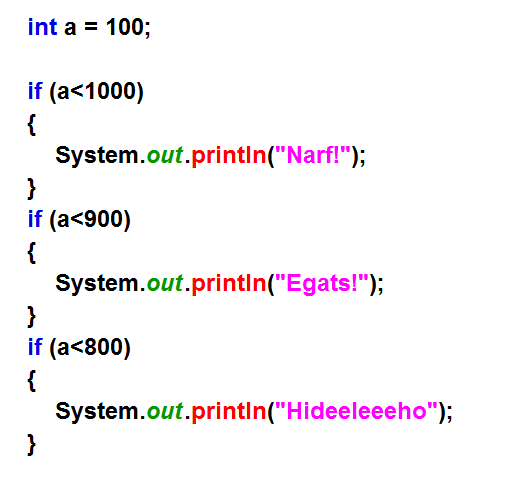 int a = 100;
if (a<1000)
{
System.out.println("Narf!");
}
if (a<900)
{
System.out.println("Egats!");
}
if (a<800)
{
System.out.println("Hideeleeeho");
}